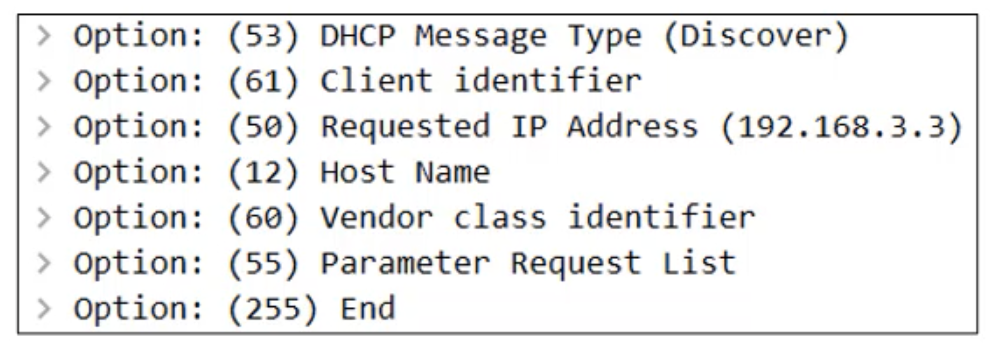 > Option: (53) DHCP Message Type (Discover)
> Option: (61) Client identifier
> Option: (50) Requested IP Address (192.168.3.3)
> Option: (12) Host Name
> Option: (60) Vendor class identifier
> Option: (55) Parameter Request List
> Option: (255) End